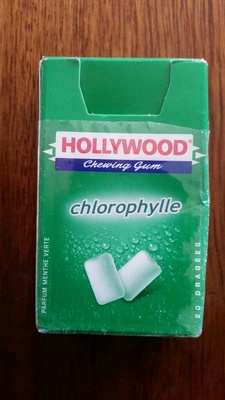 HOLLYWOOD®
Chewing Gum
chlorophylle
PARFUM MENTHE VERTE
20 DRAGÉES